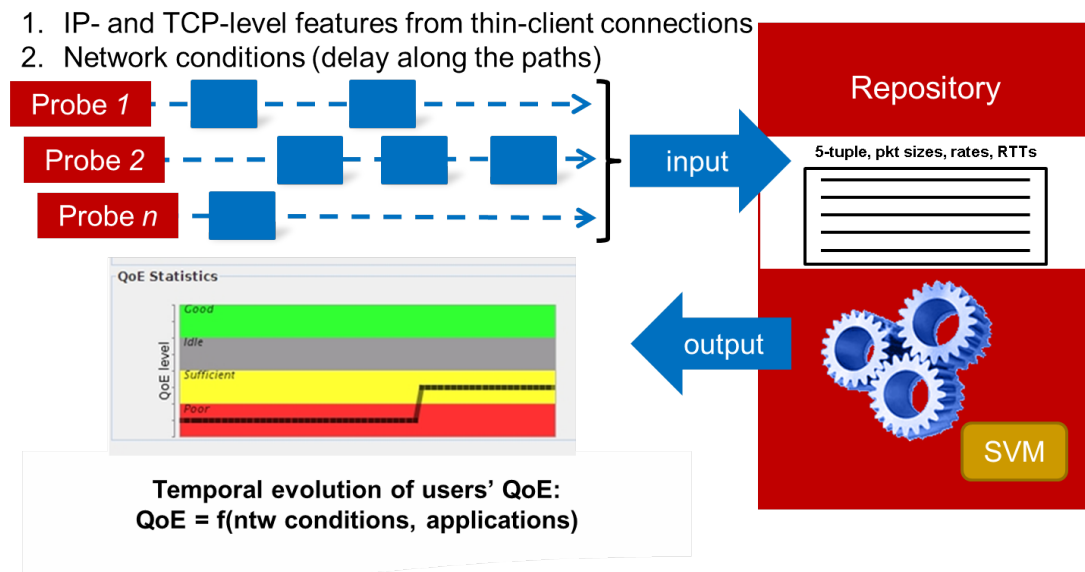 1. IP- and TCP-level features from thin-client connections
2. Network conditions (delay along the paths)
Probe 1
Probe 2
Probe n
input
Repository
5-tuple, pkt sizes, rates, RTTs
QoE Statistics
QoE level
Good
Idle
Sufficient
Poor
output
SVM
Temporal evolution of users’ QoE:
QoE = f(ntw conditions, applications)